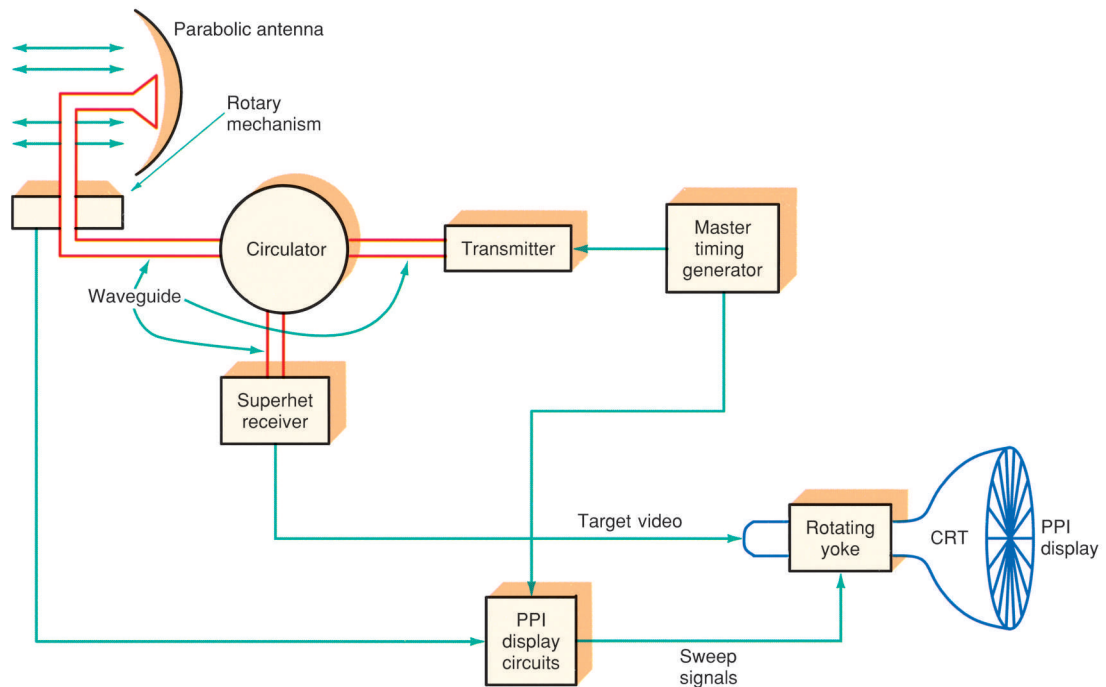 Parabolic antenna
Rotary
mechanism
Circulator
Transmitter
Master
timing
generator
Waveguide
Superhet
receiver
Target video
Rotating
yoke
CRT
PPI
display
PPI
display
circuits
Sweep
signals